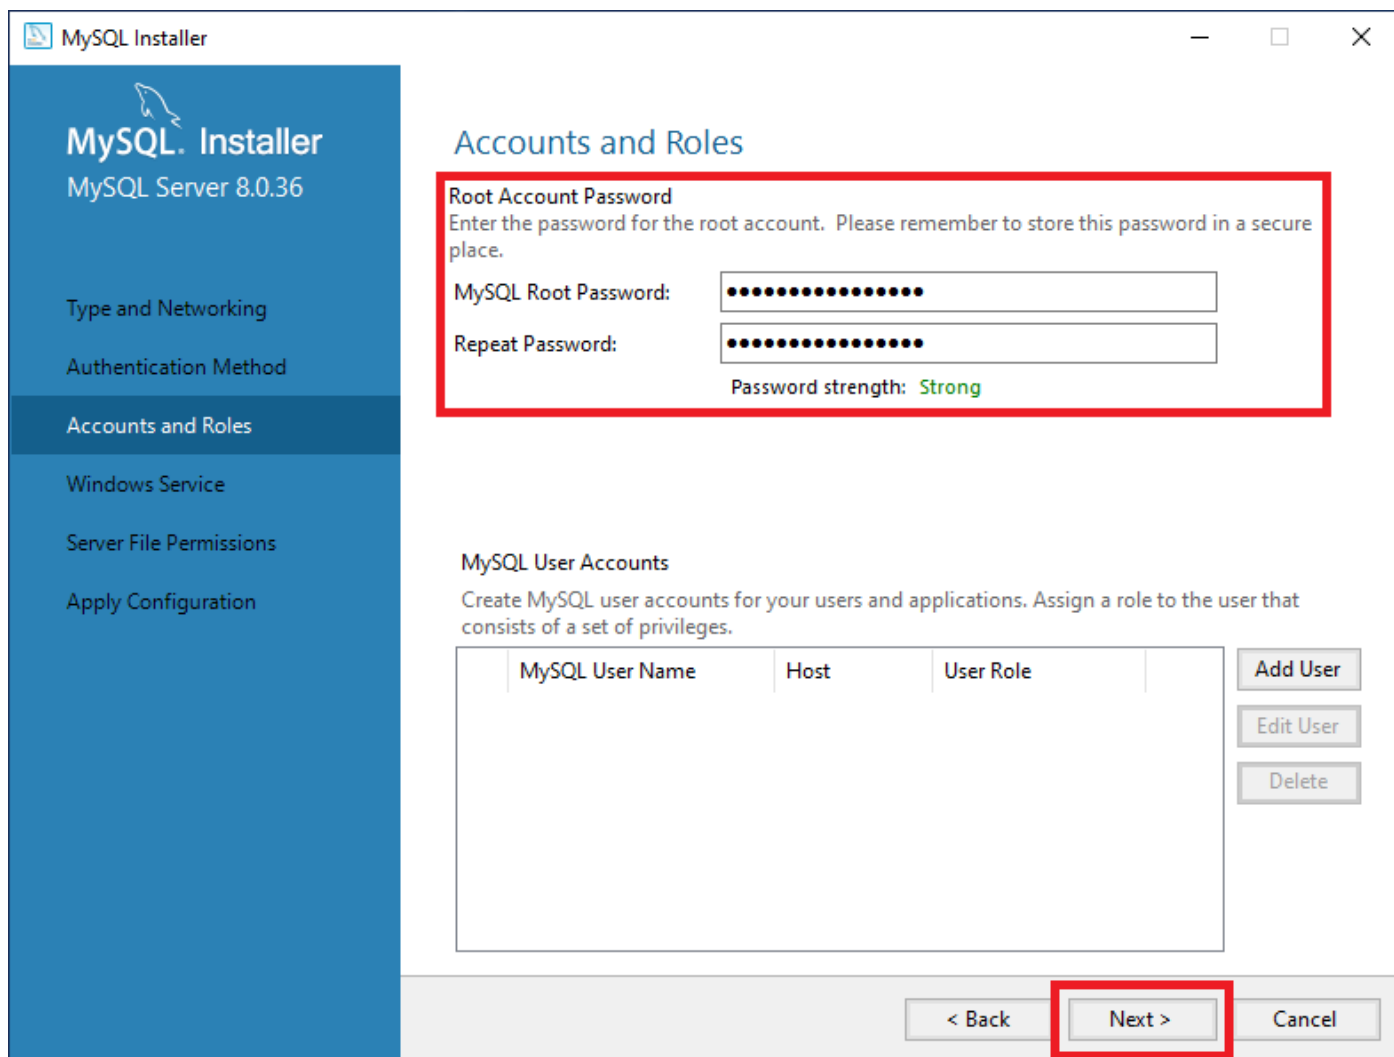 MySQL Installer
MySQL. Installer
MySQL Server 8.0.36
Type and Networking
Authentication Method
Accounts and Roles
Windows Service
Server File Permissions
Apply Configuration
Accounts and Roles
Root Account Password
Enter the password for the root account.  Please remember to store this password in a secure
place.
MySQL Root Password: ●●●●●●●●●●●●●●●●
Repeat Password: ●●●●●●●●●●●●●●●●
Password strength: Strong
MySQL User Accounts
Create MySQL user accounts for your users and applications. Assign a role to the user that
consists of a set of privileges.
MySQL User Name Host User Role
Add User
Edit User
Delete
< Back Next > Cancel